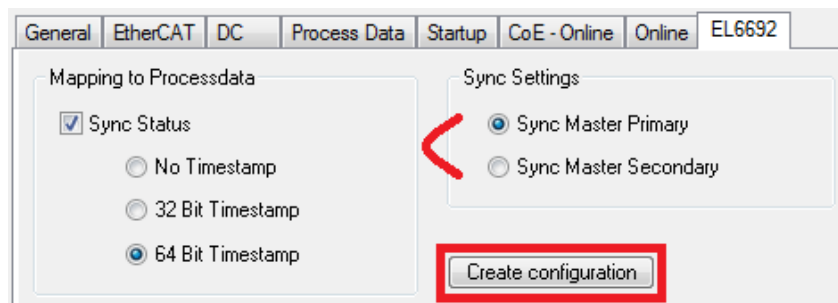 General EtherCAT DC Process Data Startup CoE - Online Online EL6692
Mapping to Processdata
Sync Status
No Timestamp
32 Bit Timestamp
64 Bit Timestamp
Sync Settings
Sync Master Primary
Sync Master Secondary
Create configuration